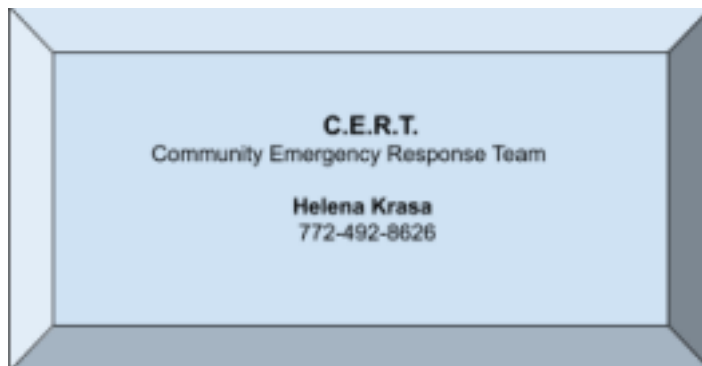 C.E.R.T.
Community Emergency Response Team
Helena Krasa
772-492-8626